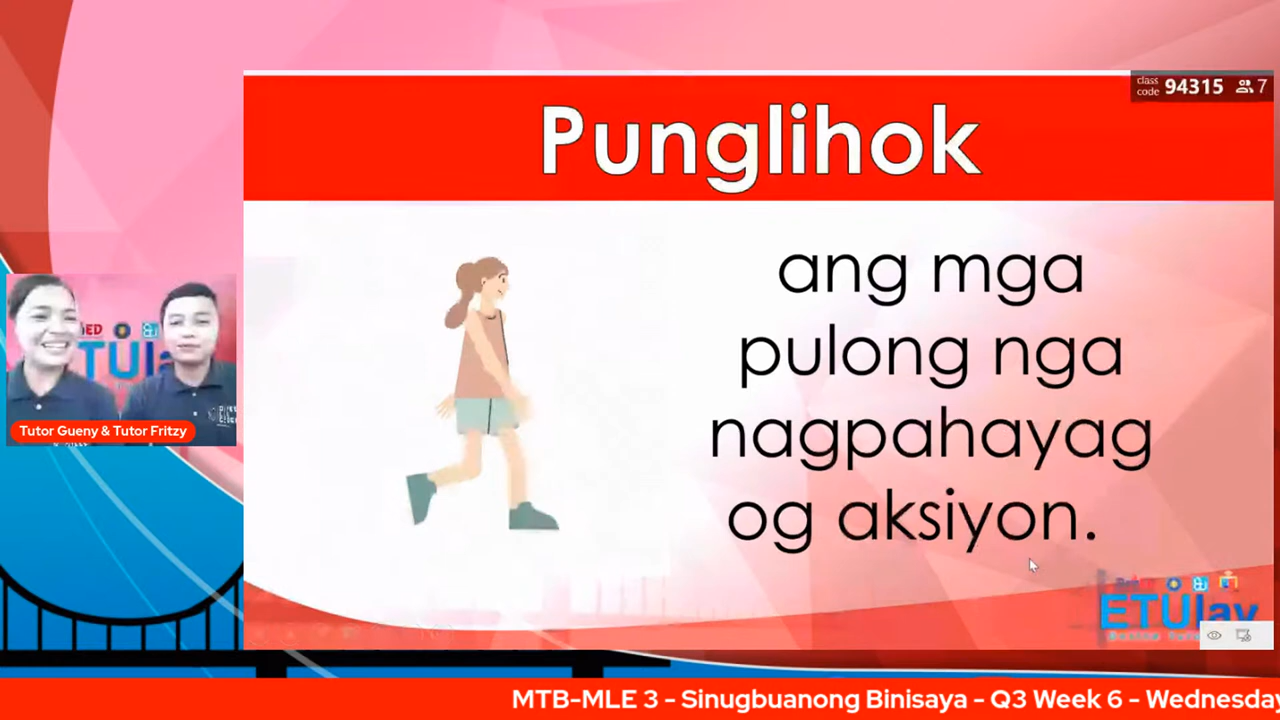 class code 94315 7
Punglihok
ang mga
pulong nga
nagpahayag
og aksiyon.
Tutor Gueny & Tutor Fritzy
ETUlay
MTB-MLE 3 - Sinugbuanong Binisaya - Q3 Week 6 - Wednesday